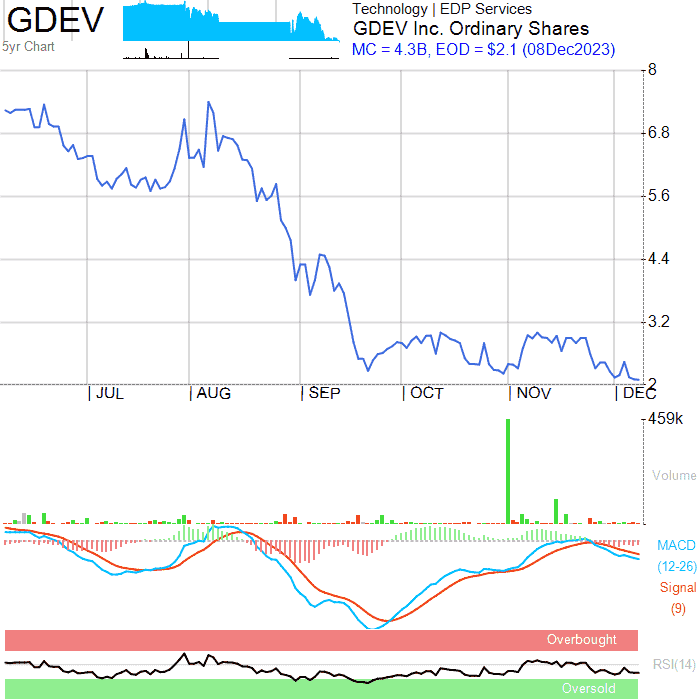 GDEV
Technology | EDP Services
GDEV Inc. Ordinary Shares
5yr Chart
MC = 4.3B, EOD = $2.1 (08Dec2023)
8
6.8
5.6
4.4
3.2
2
JUL
AUG
SEP
OCT
NOV
DEC
459k
Volume
MACD
(12-26)
Signal
(9)
Overbought
RSI(14)
Oversold